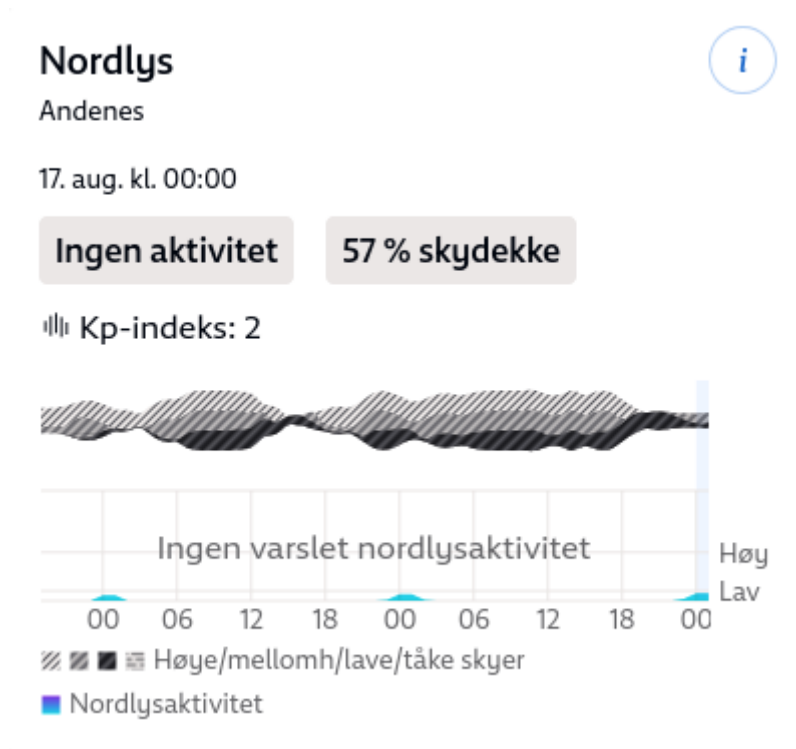 Nordlys
i
Andenes
17. aug. kl. 00:00
Ingen aktivitet
57 % skydekke
Kp-indeks: 2
Ingen varslet nordlysaktivitet
Høy
Lav
00 06 12 18 00 06 12 18 00
Høye/mellomh/lave/tåke skyer
Nordlysaktivitet